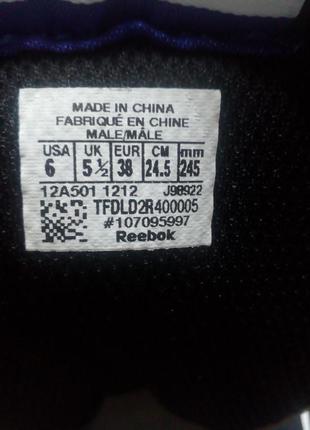 MADE IN CHINA
FABRIQUÉ EN CHINE
MALE/MÂLE
USA UK EUR CM mm
6 5 ½ 38 24.5 245
12A501 1212 J98922
TFDLD2R400005
#107095997
Reebok